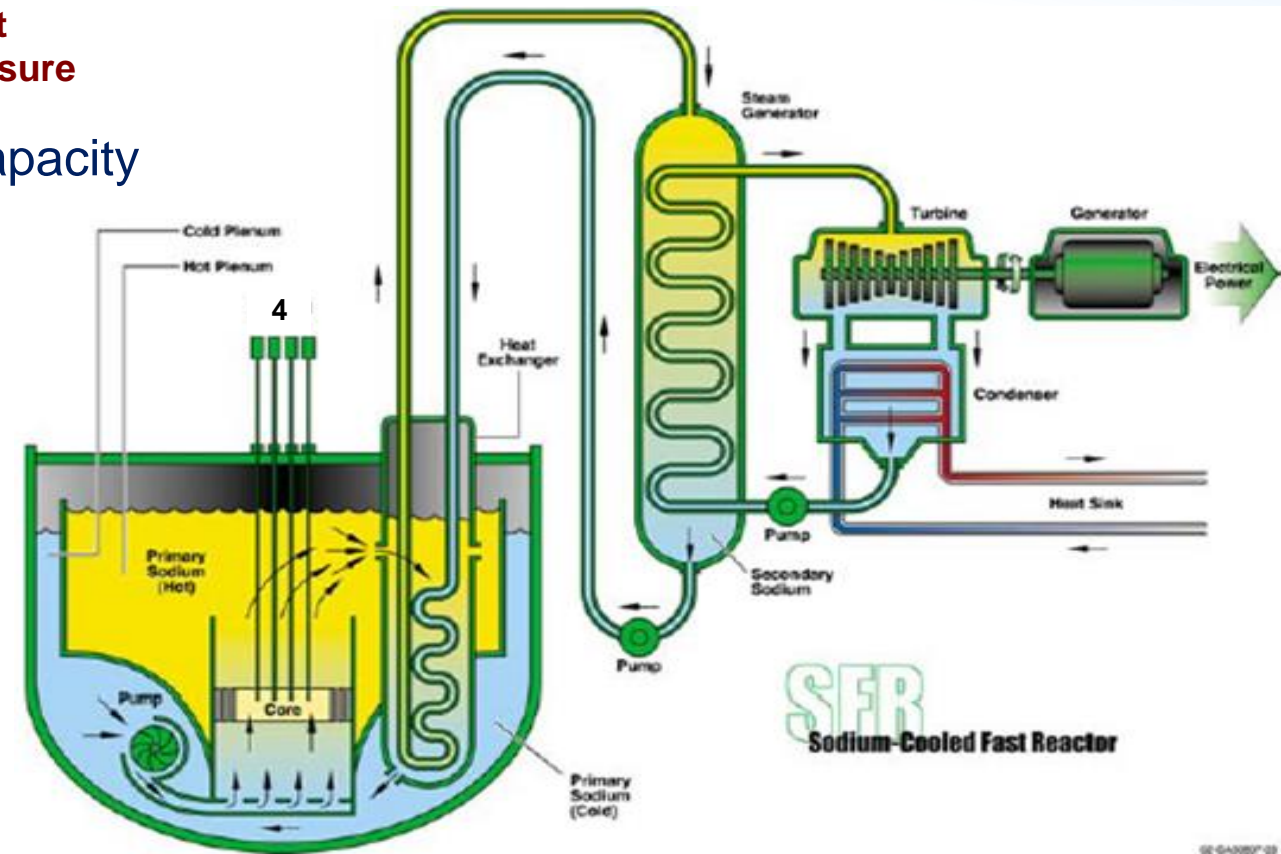 t
sure
apacity
Steam
Generator
Cold Plenum
Hot Plenum
Turbine
Generator
Electrical
Power
4
Heat
Exchanger
Condenser
Heat Sink
Pump
Primary
Sodium
(Hot)
Secondary
Sodium
Pump
Pump
Core
SFR
Sodium-Cooled Fast Reactor
Primary
Sodium
(Cold)